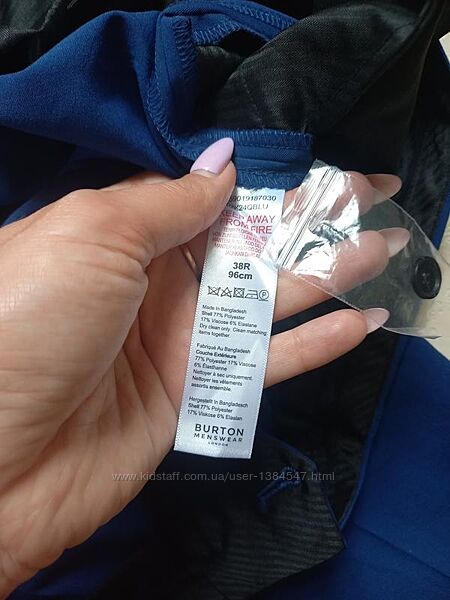 KEEP AWAY
FROM FIRE
38R
96cm
Made In Bangladesh
Shell 77% Polyester
17% Viscose 6% Elastane
Dry clean only. Clean matching
items together.
Fabriqué Au Bangladesh
Couche Extérieure
77% Polyester 17% Viscose
6% Élasthanne
Nettoyer à sec uniquement.
Nettoyer les vêtements
assortis ensemble.
Hergestellt In Bangladesch
Shell 77% Polyester
17% Viskose 6% Elastan
BURTON
MENSWEAR
LONDON
www.kidstaff.com.ua/user-1384547.html